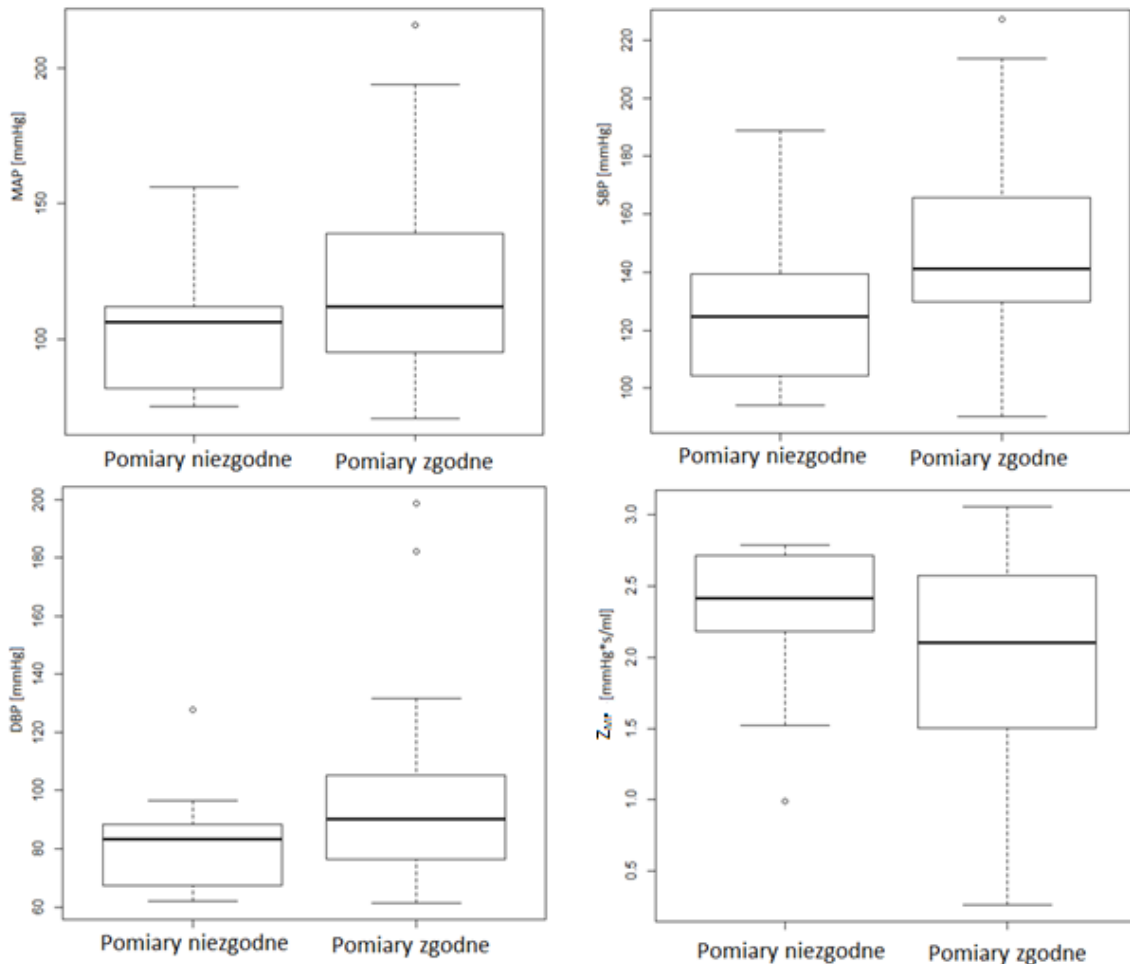 MAP [mmHg]
200
150
100
Pomiary niezgodne
Pomiary zgodne
SBP [mmHg]
220
200
180
160
140
120
100
Pomiary niezgodne
Pomiary zgodne
DBP [mmHg]
200
180
160
140
120
100
80
60
Pomiary niezgodne
Pomiary zgodne
Z [mmHg*s/ml]
3.0
2.5
2.0
1.5
1.0
0.5
Pomiary niezgodne
Pomiary zgodne